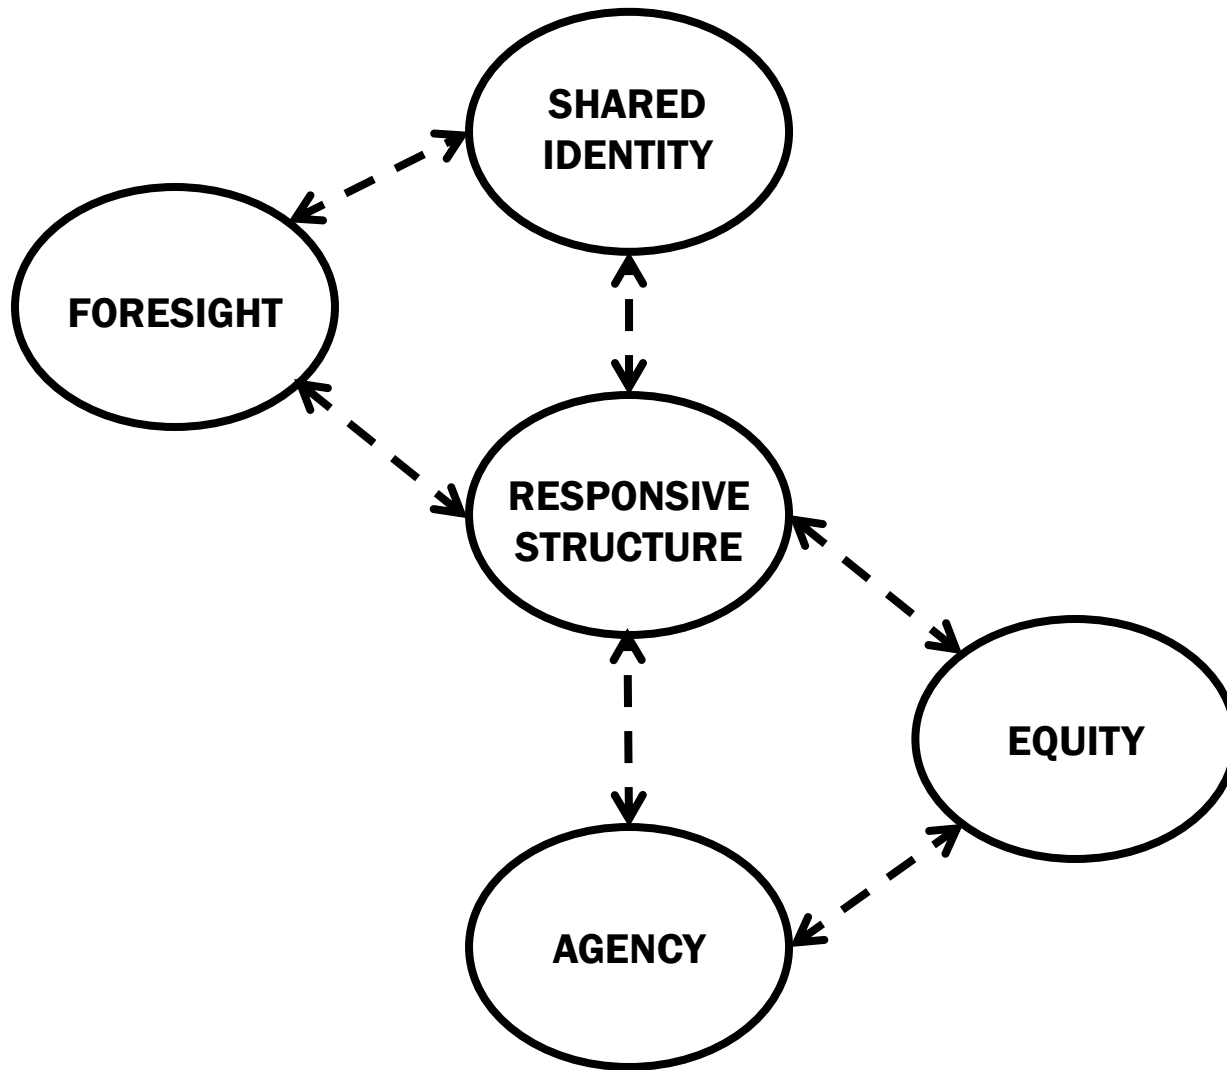 SHARED
IDENTITY
FORESIGHT
RESPONSIVE
STRUCTURE
EQUITY
AGENCY